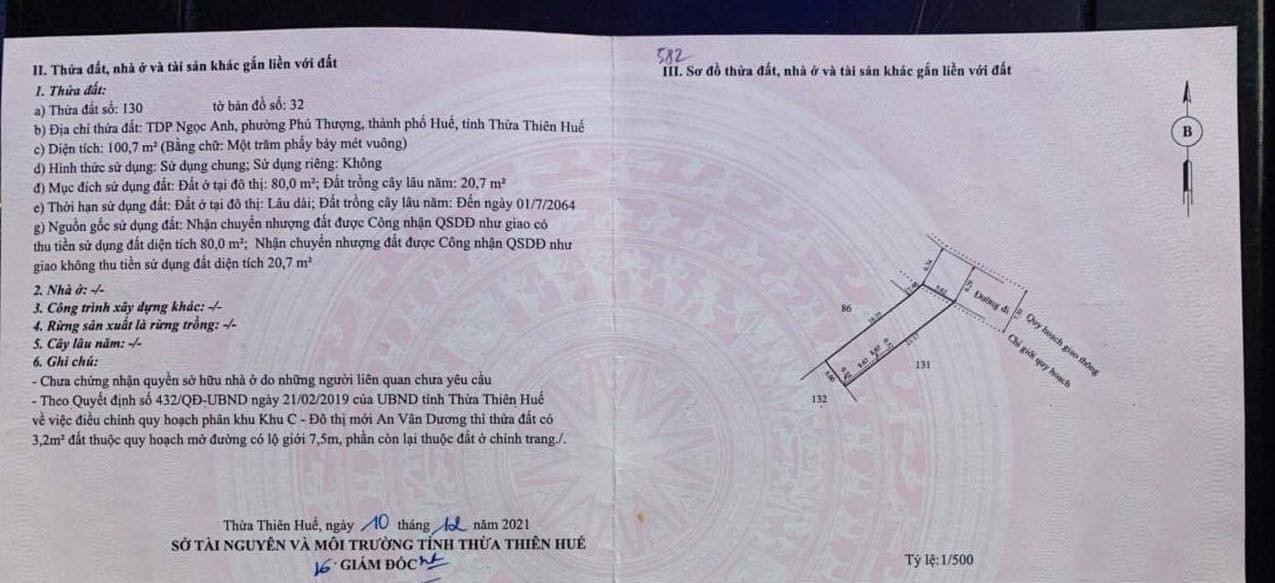 II. Thửa đất, nhà ở và tài sản khác gắn liền với đất
1. Thửa đất:
a) Thửa đất số: 130 tờ bản đồ số: 32
b) Địa chỉ thửa đất: TDP Ngọc Anh, phường Phú Thượng, thành phố Huế, tỉnh Thừa Thiên Huế
c) Diện tích: 100,7 m² (Bằng chữ: Một trăm phẩy bảy mét vuông)
d) Hình thức sử dụng: Sử dụng chung; Sử dụng riêng: Không
đ) Mục đích sử dụng đất: Đất ở tại đô thị: 80,0 m²; Đất trồng cây lâu năm: 20,7 m²
e) Thời hạn sử dụng đất: Đất ở tại đô thị: Lâu dài; Đất trồng cây lâu năm: Đến ngày 01/7/2064
g) Nguồn gốc sử dụng đất: Nhận chuyển nhượng đất được Công nhận QSDĐ như giao có
thu tiền sử dụng đất diện tích 80,0 m²; Nhận chuyển nhượng đất được Công nhận QSDĐ như
giao không thu tiền sử dụng đất diện tích 20,7 m²
2. Nhà ở: -/-
3. Công trình xây dựng khác: -/-
4. Rừng sản xuất là rừng trồng: -/-
5. Cây lâu năm: -/-
6. Ghi chú:
- Chưa chứng nhận quyền sở hữu nhà ở do những người liên quan chưa yêu cầu
- Theo Quyết định số 432/QĐ-UBND ngày 21/02/2019 của UBND tỉnh Thừa Thiên Huế
về việc điều chỉnh quy hoạch phân khu Khu C - Đô thị mới An Vân Dương thì thửa đất có
3,2m² đất thuộc quy hoạch mở đường có lộ giới 7,5m, phần còn lại thuộc đất ở chỉnh trang./.
Thừa Thiên Huế, ngày 10 tháng 12 năm 2021
SỞ TÀI NGUYÊN VÀ MÔI TRƯỜNG TỈNH THỪA THIÊN HUẾ
GIÁM ĐỐC
582
III. Sơ đồ thửa đất, nhà ở và tài sản khác gắn liền với đất
B
86
Đường đi
Quy hoạch giao thông
Chỉ giới quy hoạch
131
132
5,00
Tỷ lệ: 1/500